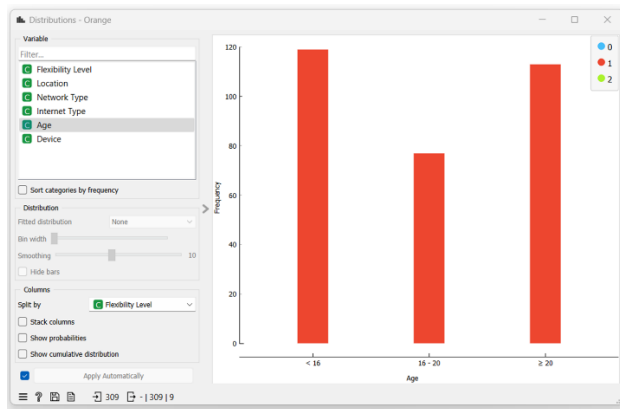 Distributions - Orange
Variable
Filter...
C Flexibility Level
C Location
C Network Type
C Internet Type
C Age
C Device
Sort categories by frequency
Distribution
Fitted distribution None
Bin width
Smoothing 10
Hide bars
Columns
Split by C Flexibility Level
Stack columns
Show probabilities
Show cumulative distribution
Apply Automatically
? 309 - | 309 | 9
120
100
80
60
40
20
0
Frequency
< 16 16 - 20 ≥ 20
Age
0
1
2